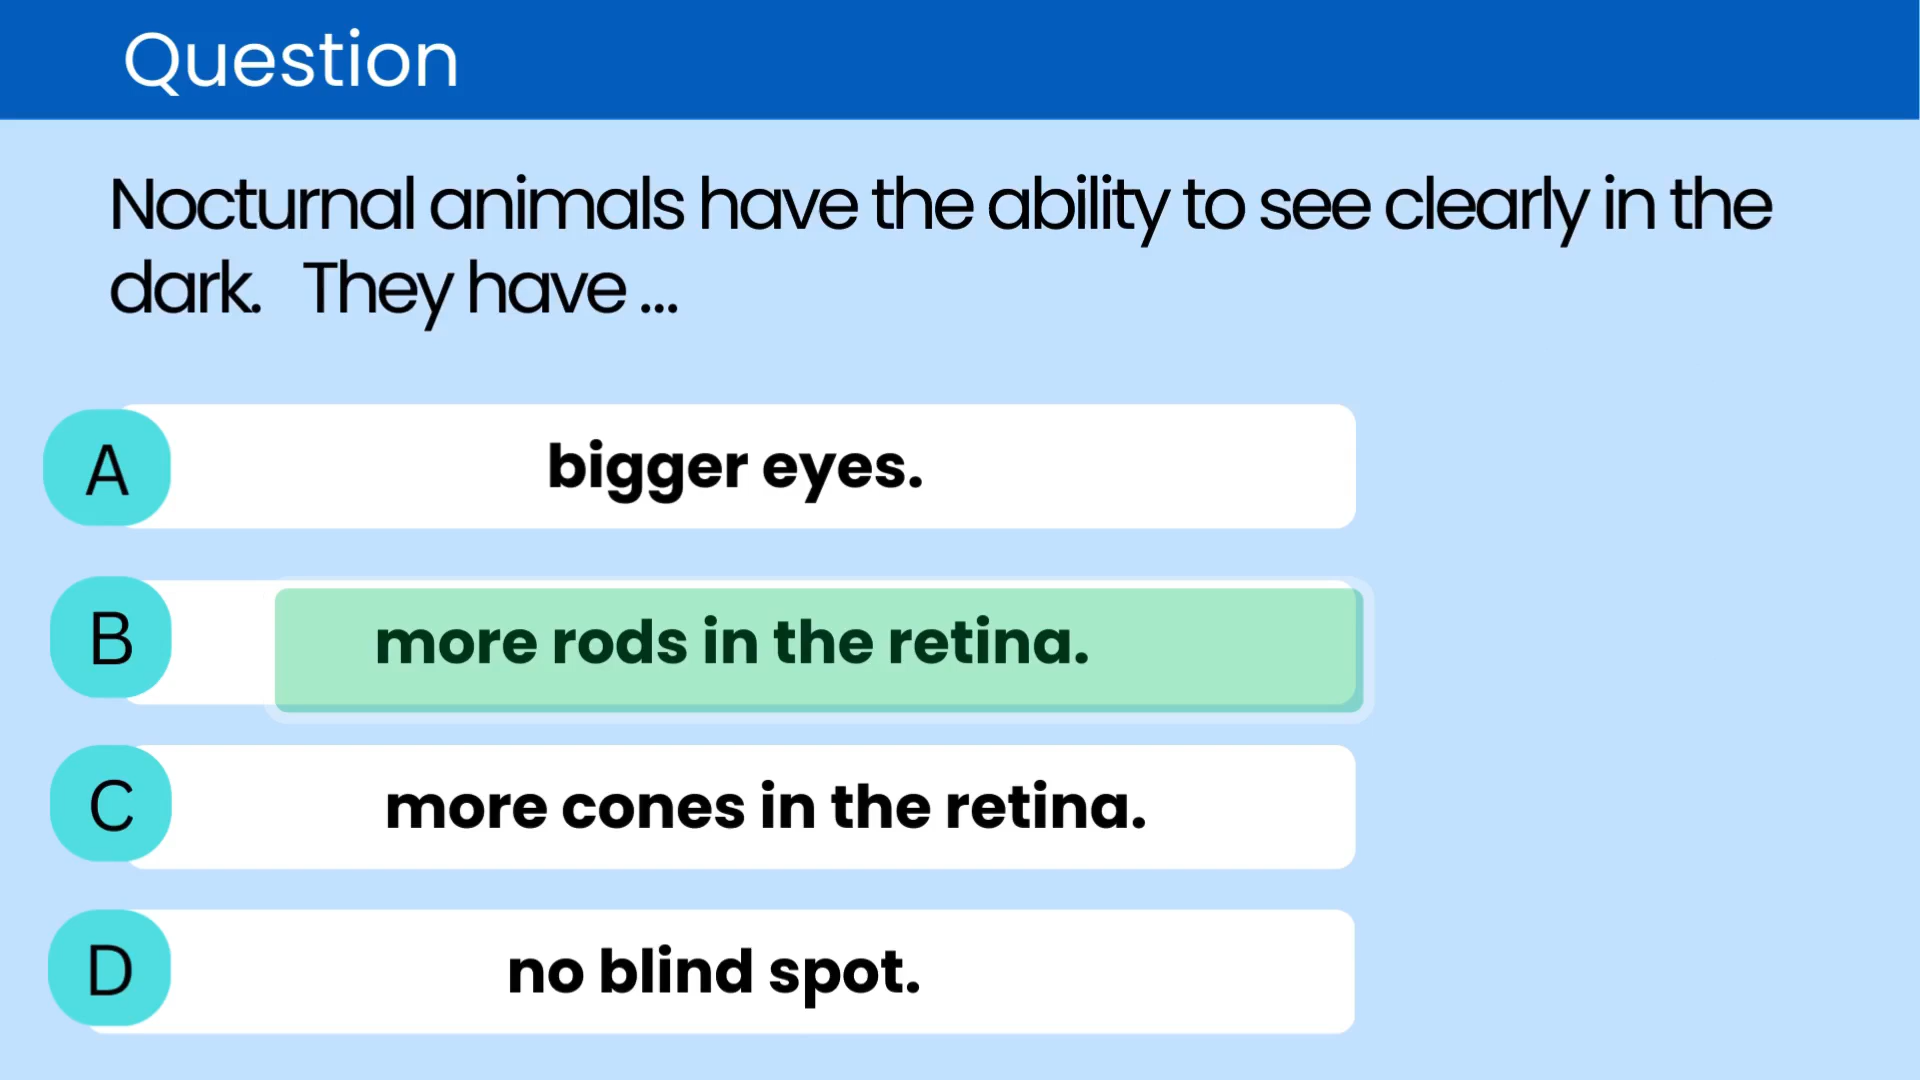 Question
Nocturnal animals have the ability to see clearly in the
dark.   They have ...
A
bigger eyes.
B
more rods in the retina.
C
more cones in the retina.
D
no blind spot.